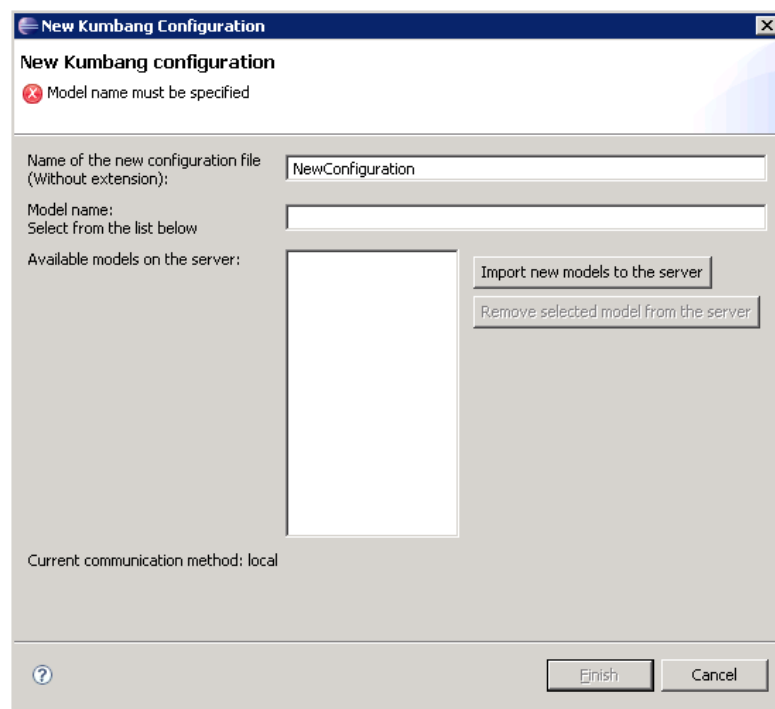 New Kumbang Configuration
New Kumbang configuration
Model name must be specified
Name of the new configuration file
(Without extension):
NewConfiguration
Model name:
Select from the list below
Available models on the server:
Import new models to the server
Remove selected model from the server
Current communication method: local
?
Finish
Cancel